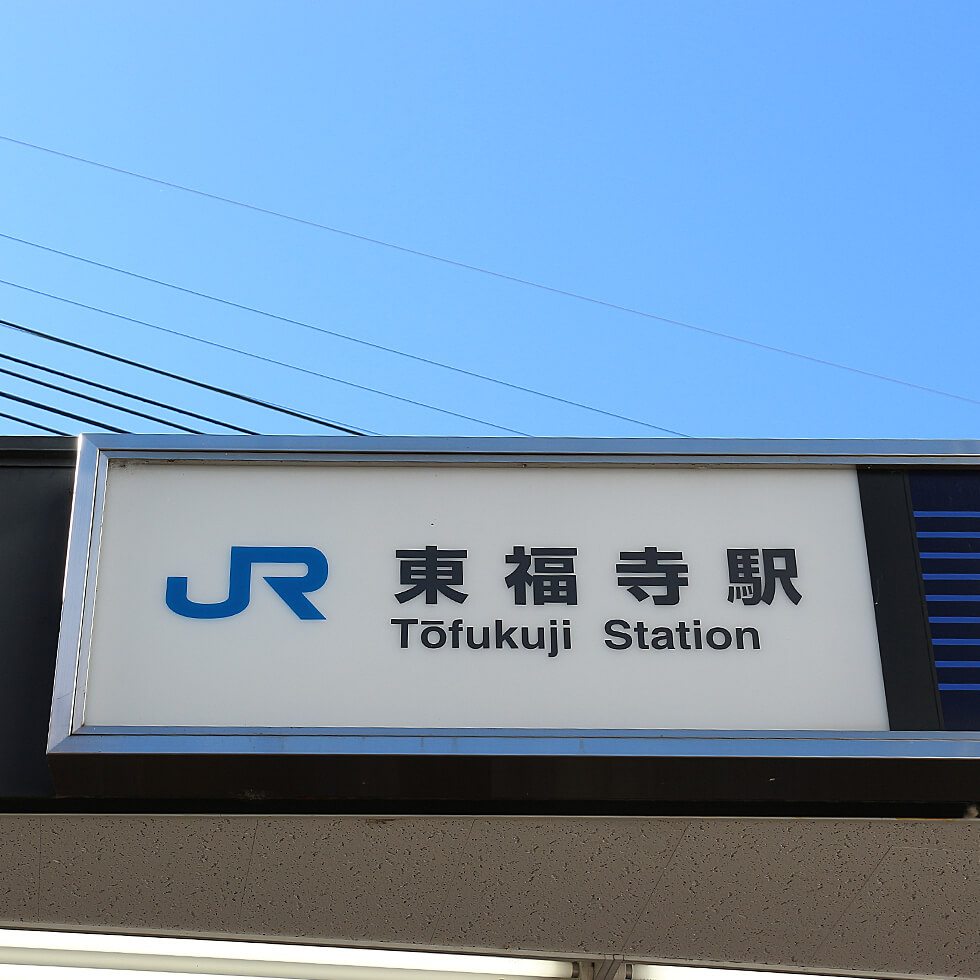 JR
東福寺駅
Tōfukuji Station